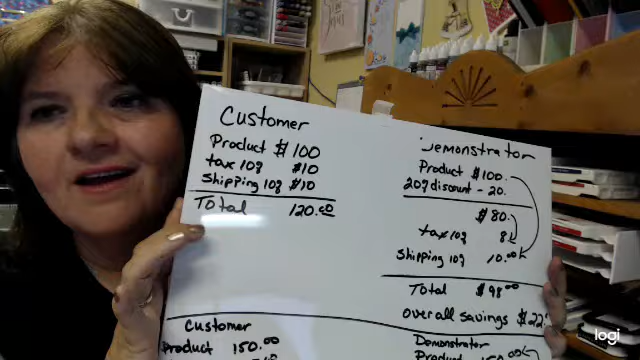 Customer
Product $100
tax 10% $10
Shipping 10% $10
Total 120.00
Demonstrator
Product $100.
20% discount - 20.
$80.
tax 10% 8
Shipping 10% 10.00
Total $98.00
overall savings $22
Customer
Product 150.00
Demonstrator
Product
logi